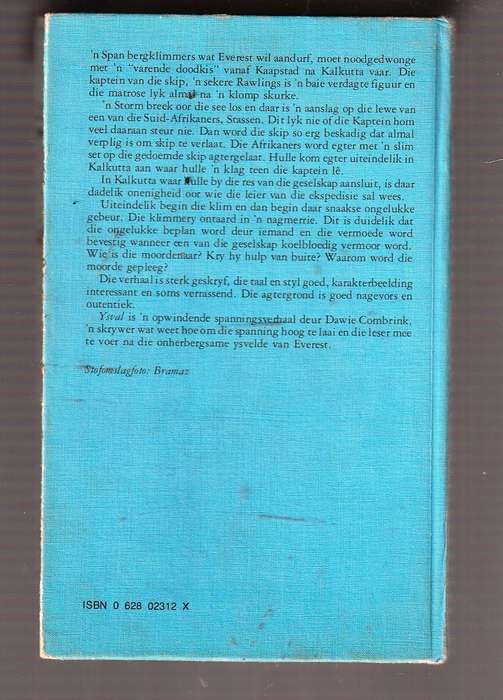 'n Span bergklimmers wat Everest wil aandurf, moet noodgedwonge
met 'n "varende doodkis" vanaf Kaapstad na Kalkutta vaar. Die
kaptein van die skip, 'n sekere Rawlings is 'n baie verdagte figuur en
die matrose lyk almal na 'n klomp skurke.
'n Storm breek oor die see los en daar is 'n aanslag op die lewe van
een van die Suid-Afrikaners, Stassen. Dit lyk nie of die Kaptein hom
veel daaraan steur nie. Dan word die skip so erg beskadig dat almal
verplig is om skip te verlaat. Die Afrikaners word egter met 'n slim
set op die gedoemde skip agtergelaat. Hulle kom egter uiteindelik in
Kalkutta aan waar hulle 'n klag teen die kaptein lê.
In Kalkutta waar hulle by die res van die geselskap aansluit, is daar
dadelik onenigheid oor wie die leier van die ekspedisie sal wees.
Uiteindelik begin die klim en dan begin daar snaakse ongelukke
gebeur. Die klimmery ontaard in 'n nagmerrie. Dit is duidelik dat
die ongelukke beplan word deur iemand en die vermoede word
bevestig wanneer een van die geselskap koelbloedig vermoor word.
Wie is die moordenaar? Kry hy hulp van buite? Waarom word die
moorde gepleeg?
Die verhaal is sterk geskryf, die taal en styl goed, karakterbeelding
interessant en soms verrassend. Die agtergrond is goed nagevors en
outentiek.
Ysval is 'n opwindende spanningsverhaal deur Dawie Combrink,
'n skrywer wat weet hoe om die spanning hoog te laai en die leser mee
te voer na die onherbergsame ysvelde van Everest.
Stofomslagfoto: Bramaz
ISBN 0 628 02312 X